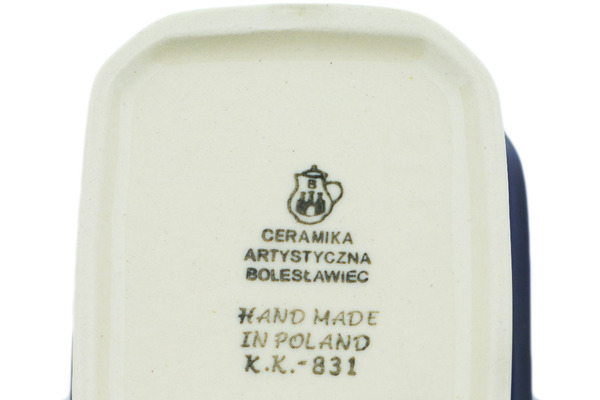 B
CERAMIKA
ARTYSTYCZNA
BOLESŁAWIEC
HAND MADE
IN POLAND
K.K.-831